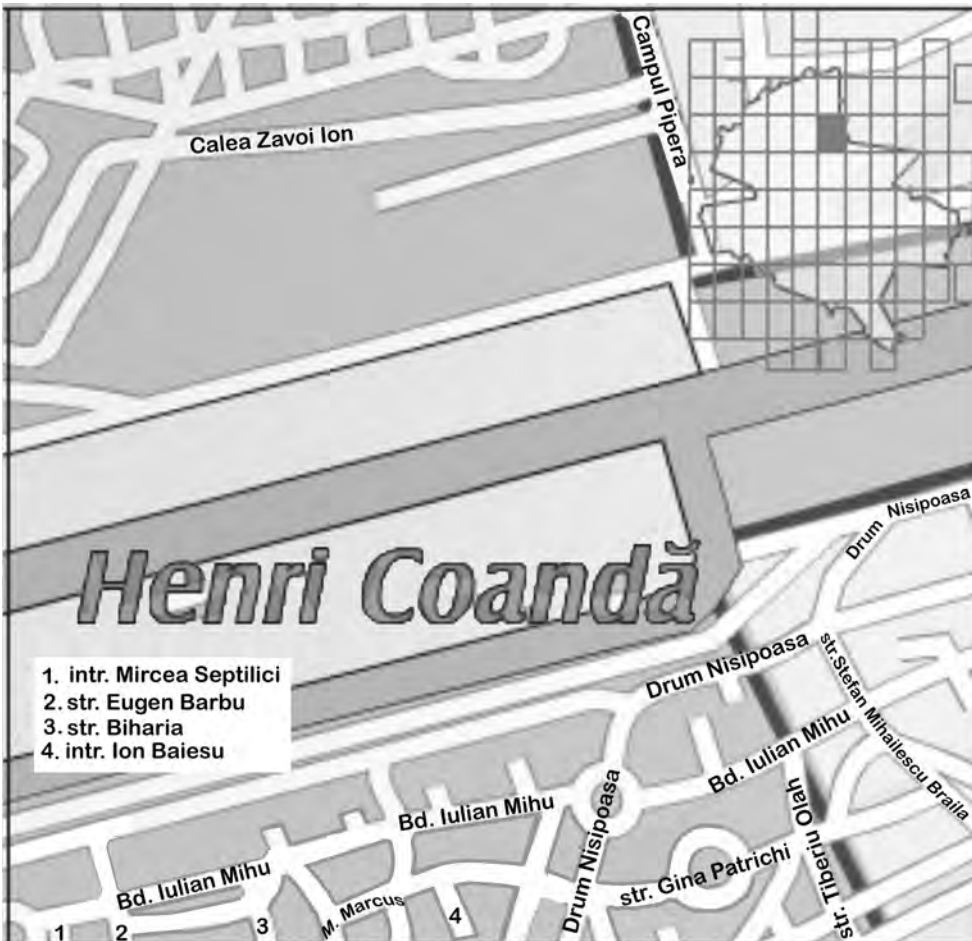 Campul Pipera
Calea Zavoi Ion
Drum Nisipoasa
Henri Coandă
1. intr. Mircea Septilici
2. str. Eugen Barbu
3. str. Biharia
4. intr. Ion Baiesu
Drum Nisipoasa
str.Stefan Mihailescu Braila
Bd. Iulian Mihu
Bd. Iulian Mihu
Drum Nisipoasa
str. Tiberiu Olah
Bd. Iulian Mihu
str. Gina Patrichi
M. Marcus
1 2 3 4